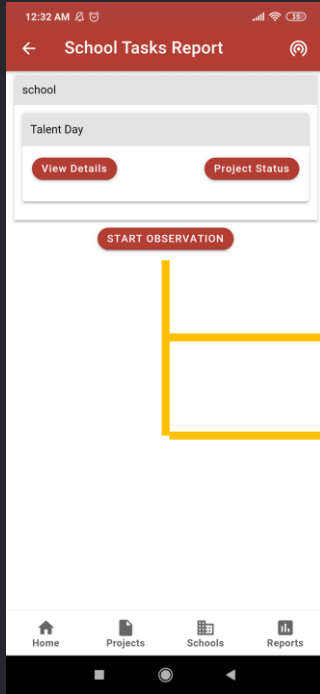 12:32 AM 35
School Tasks Report
school
Talent Day
View Details Project Status
START OBSERVATION
Home Projects Schools Reports